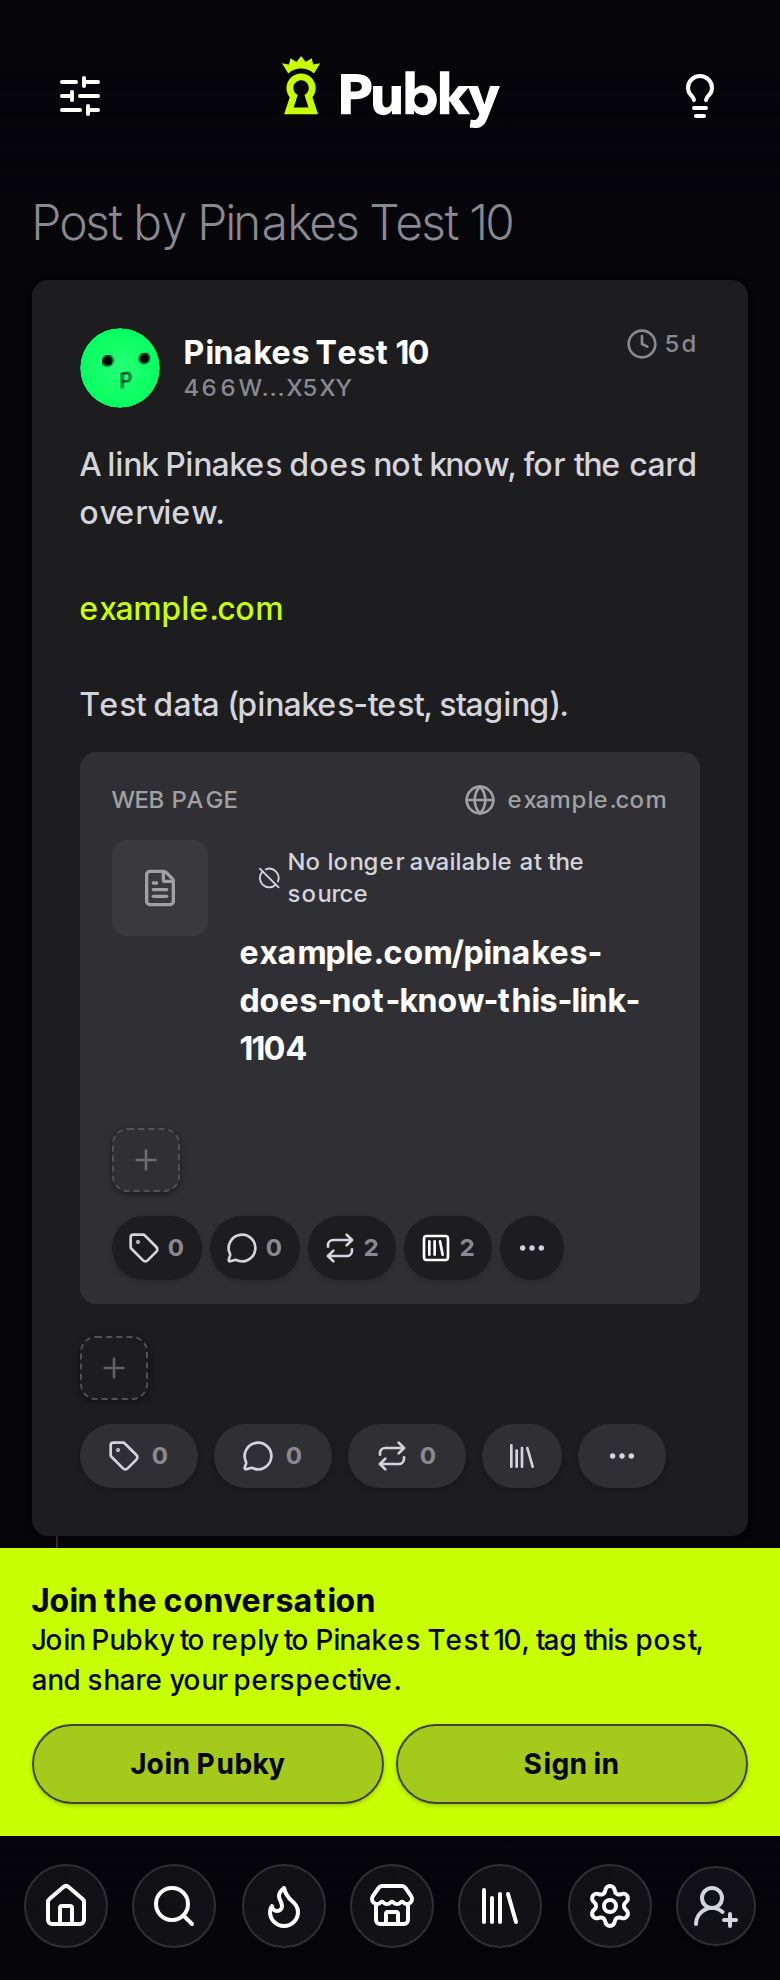 Pubky
Post by Pinakes Test 10
Pinakes Test 10
5d
466W...X5XY
A link Pinakes does not know, for the card
overview.
example.com
Test data (pinakes-test, staging).
WEB PAGE
example.com
No longer available at the
source
example.com/pinakes-
does-not-know-this-link-
1104
0 0 2 2
0 0 0
Join the conversation
Join Pubky to reply to Pinakes Test 10, tag this post,
and share your perspective.
Join Pubky
Sign in